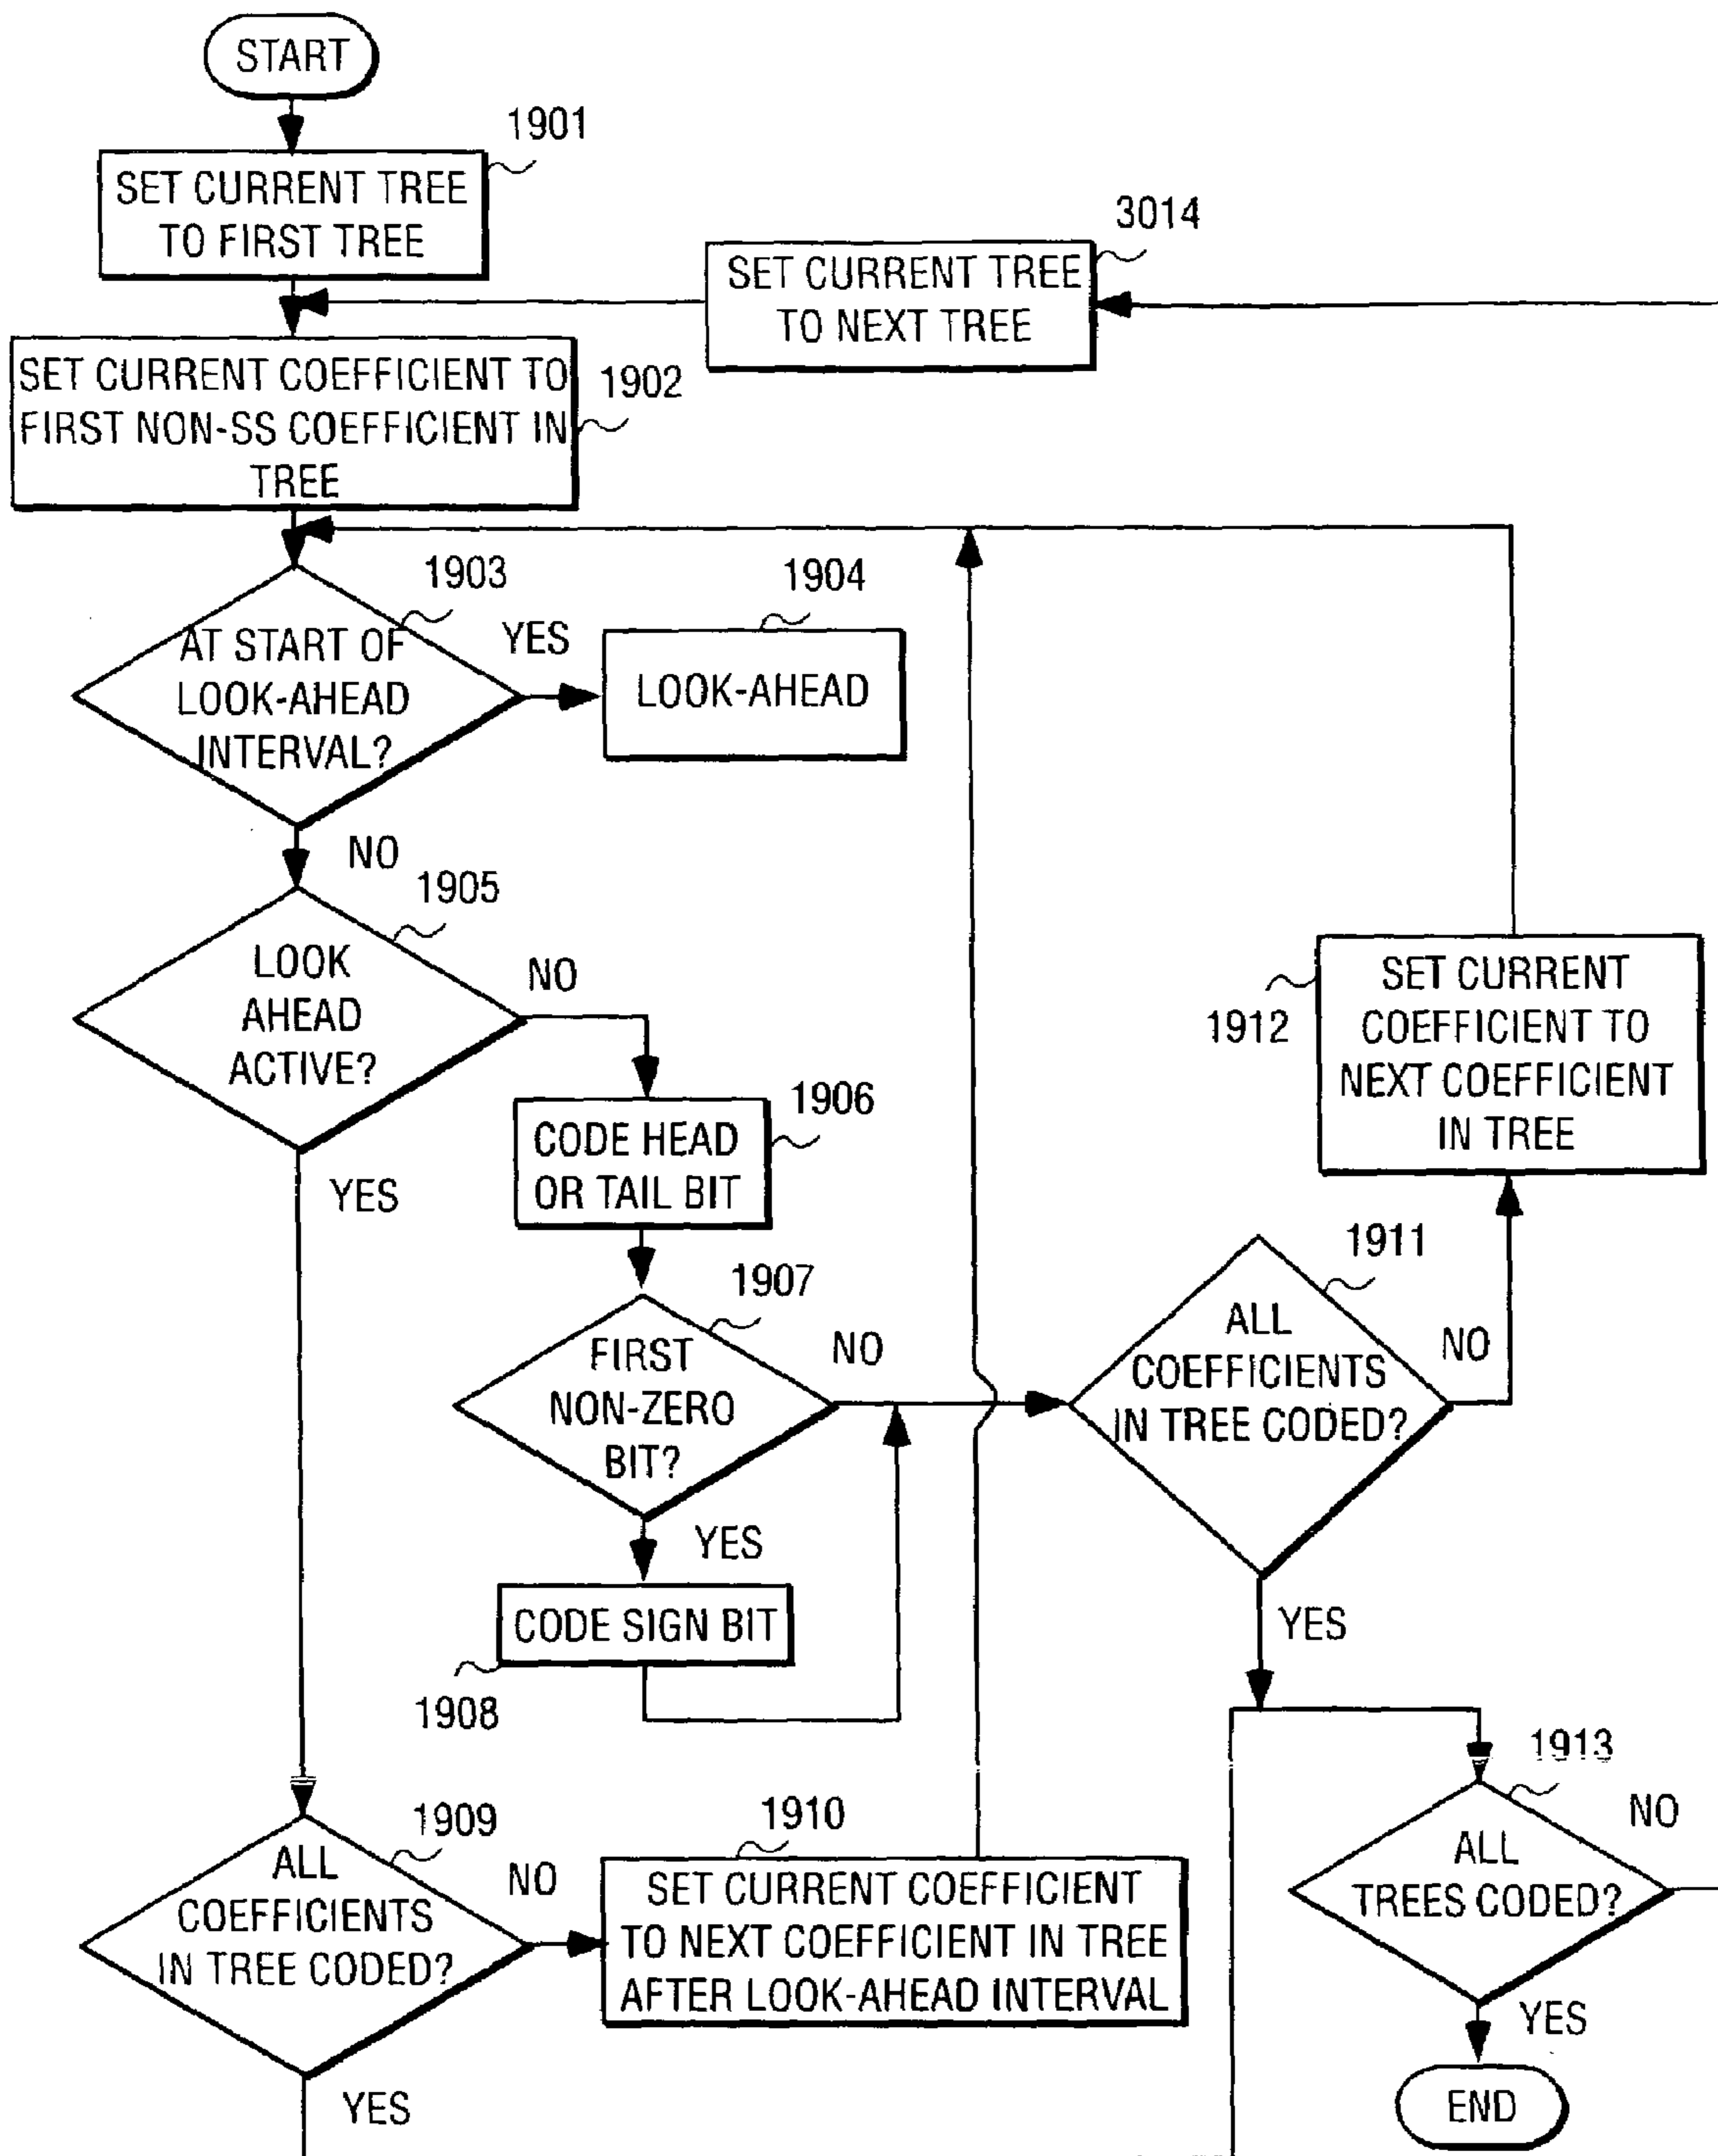 START
1901
SET CURRENT TREE
TO FIRST TREE
3014
SET CURRENT TREE
TO NEXT TREE
SET CURRENT COEFFICIENT TO
FIRST NON-SS COEFFICIENT IN
TREE
1902
1903
AT START OF
LOOK-AHEAD
INTERVAL?
YES
1904
LOOK-AHEAD
NO
1905
LOOK
AHEAD
ACTIVE?
NO
YES
1906
CODE HEAD
OR TAIL BIT
1907
FIRST
NON-ZERO
BIT?
NO
YES
CODE SIGN BIT
1908
1911
ALL
COEFFICIENTS
IN TREE CODED?
NO
YES
1912
SET CURRENT
COEFFICIENT TO
NEXT COEFFICIENT
IN TREE
1909
ALL
COEFFICIENTS
IN TREE CODED?
NO
YES
1910
SET CURRENT COEFFICIENT
TO NEXT COEFFICIENT IN TREE
AFTER LOOK-AHEAD INTERVAL
1913
ALL
TREES CODED?
NO
YES
END